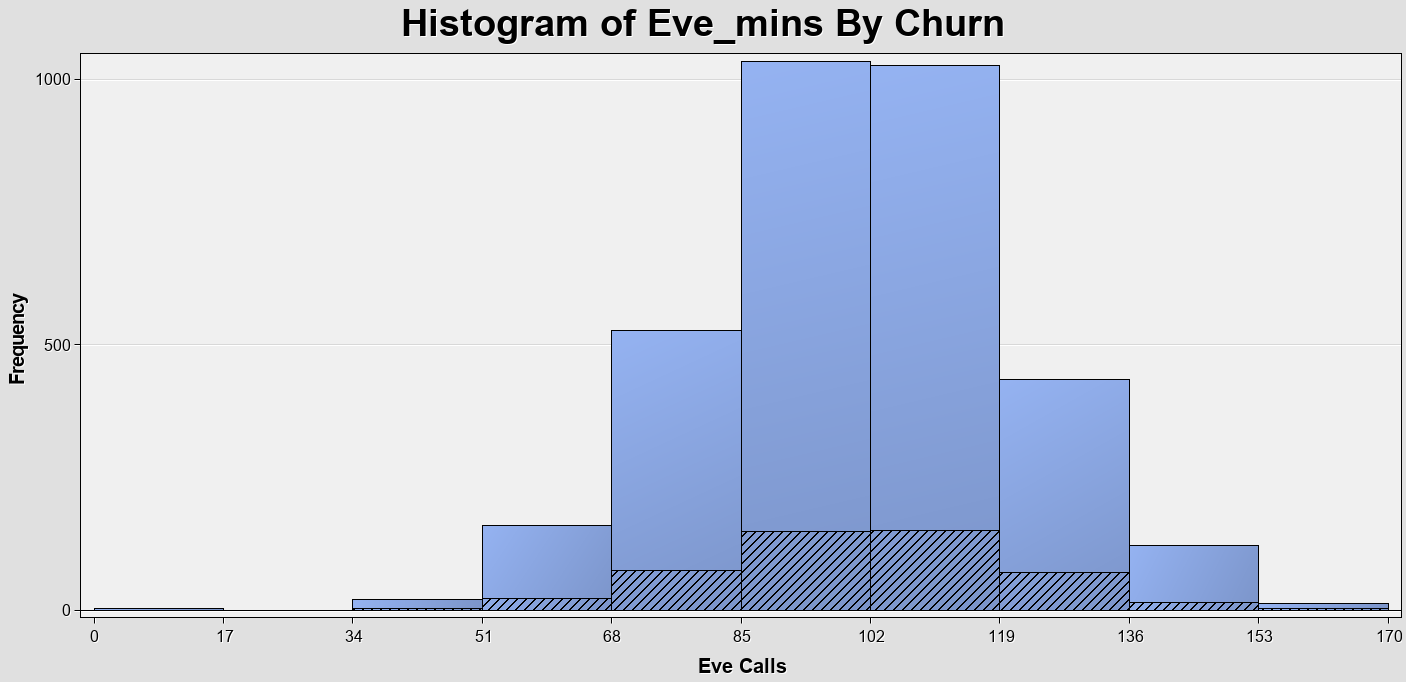 Histogram of Eve_mins By Churn
1000
500
0
Frequency
0 17 34 51 68 85 102 119 136 153 170
Eve Calls